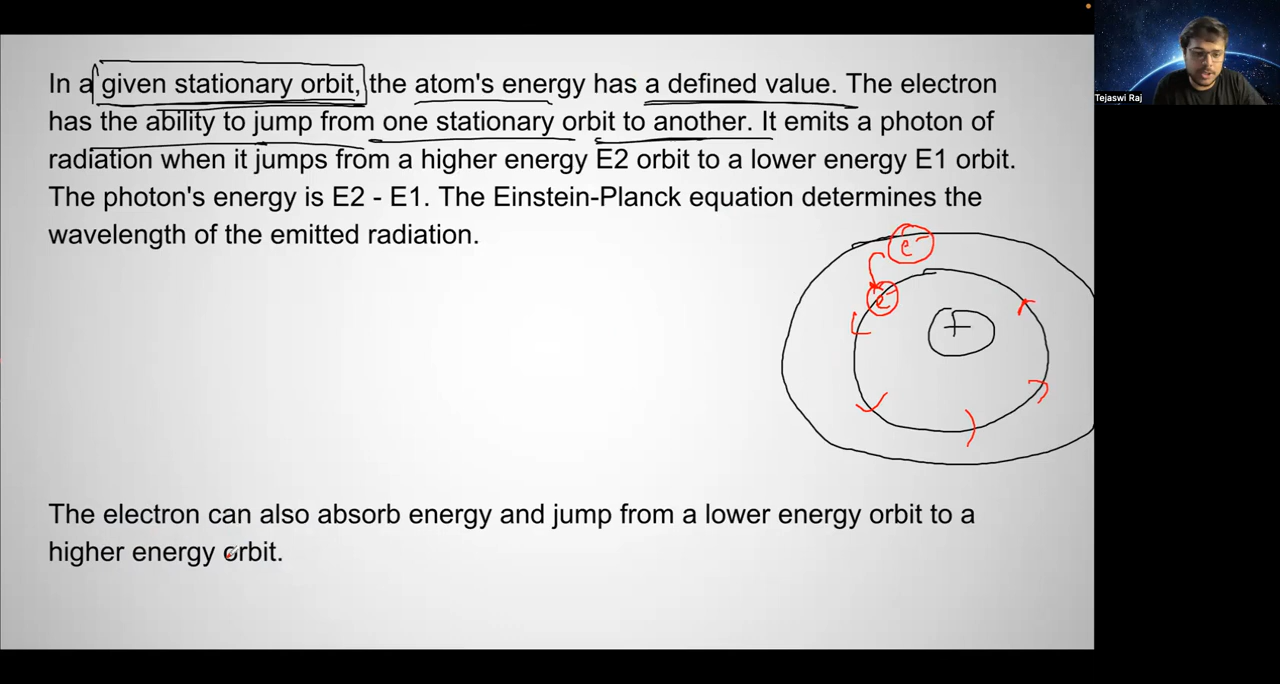 In a given stationary orbit, the atom's energy has a defined value. The electron
has the ability to jump from one stationary orbit to another. It emits a photon of
radiation when it jumps from a higher energy E2 orbit to a lower energy E1 orbit.
The photon's energy is E2 - E1. The Einstein-Planck equation determines the
wavelength of the emitted radiation.
e-
e-
+
The electron can also absorb energy and jump from a lower energy orbit to a
higher energy orbit.
Tejaswi Raj